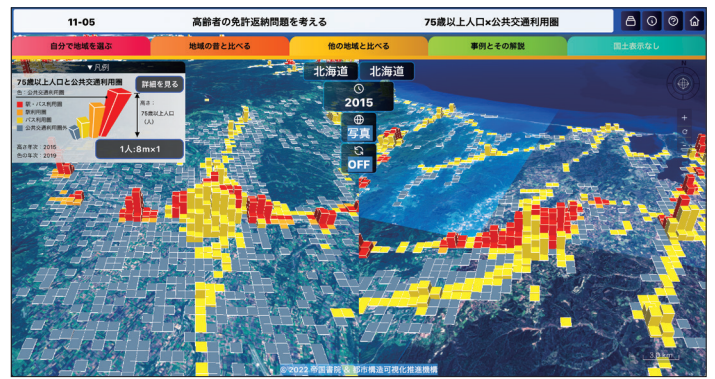 11-05 高齢者の免許返納問題を考える 75歳以上人口×公共交通利用圏
自分で地域を選ぶ 地域の昔と比べる 他の地域と比べる 事例とその解説 国土表示なし
▼凡例
75歳以上人口と公共交通利用圏
詳細を見る
色：公共交通利用圏
駅・バス利用圏
駅利用圏
バス利用圏
公共交通利用圏外
高さ：
75歳以上人口
（人）
高さ年次：2015
色の年次：2019
1人:8m×1
北海道 北海道
2015
写真
OFF
3.0 km
© 2022 帝国書院 & 都市構造可視化推進機構